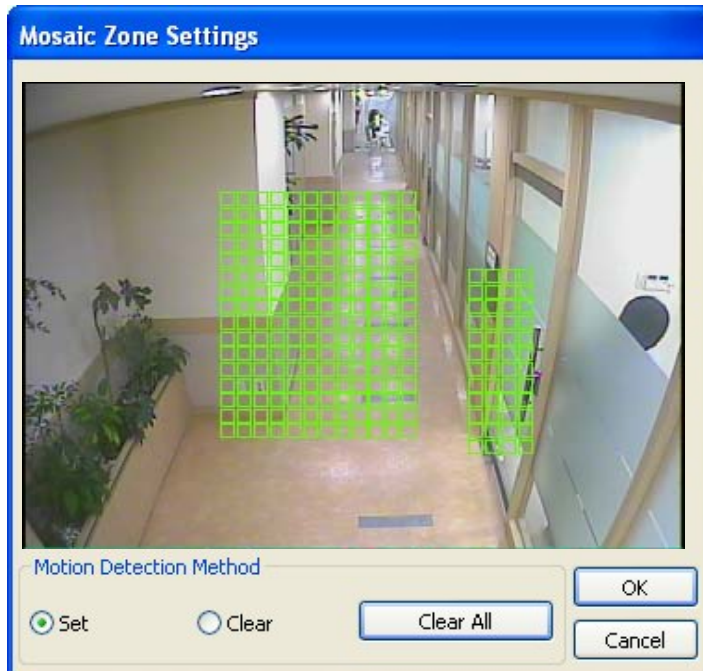 Mosaic Zone Settings
Motion Detection Method
Set
Clear
Clear All
OK
Cancel